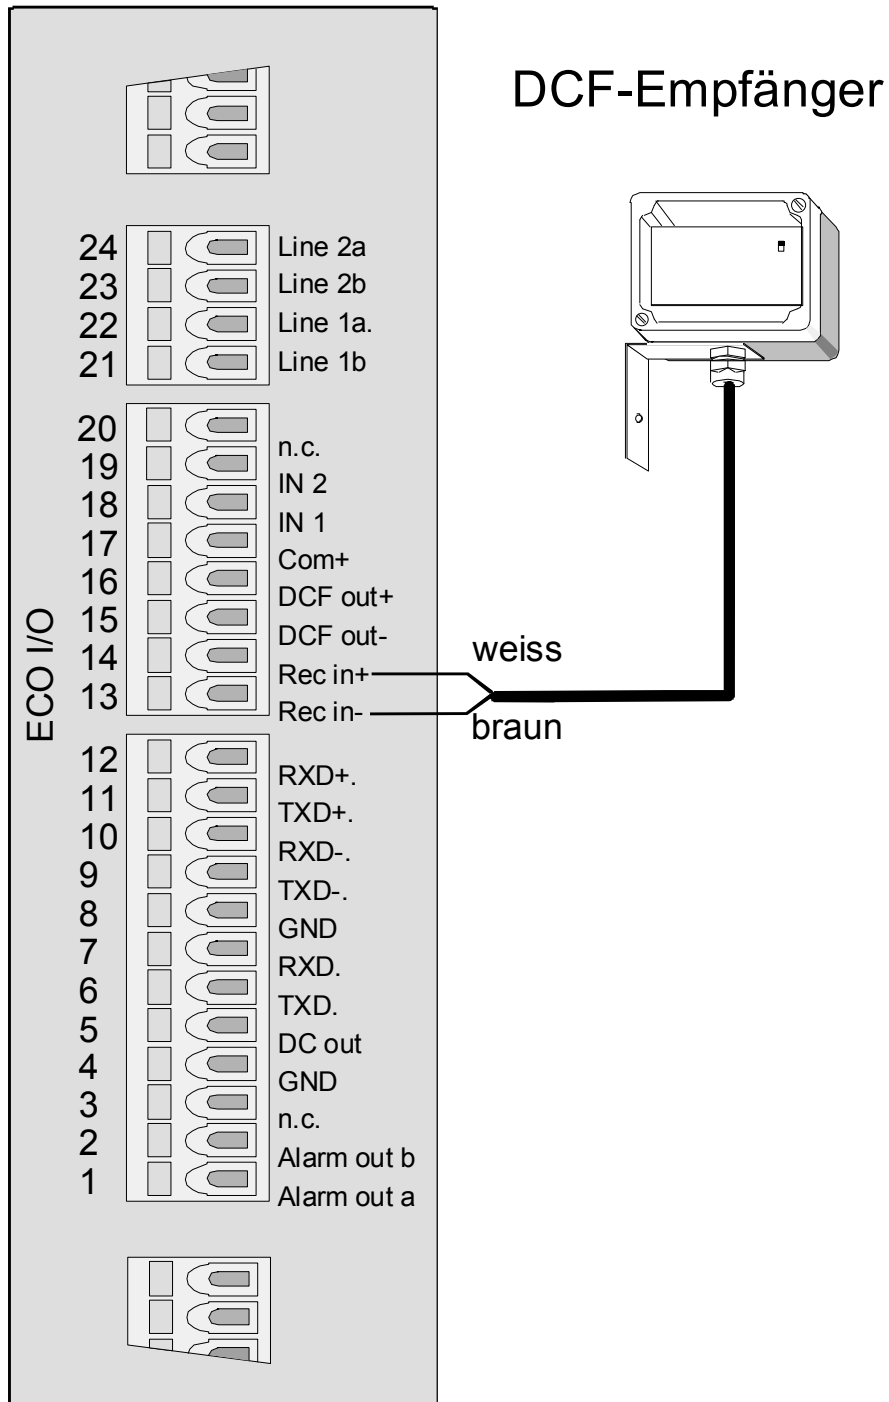 DCF-Empfänger
24 Line 2a
23 Line 2b
22 Line 1a.
21 Line 1b
20 n.c.
19 IN 2
18 IN 1
17 Com+
16 DCF out+
15 DCF out-
14 Rec in+
13 Rec in-
weiss
braun
ECO I/O
12 RXD+.
11 TXD+.
10 RXD-.
9 TXD-.
8 GND
7 RXD.
6 TXD.
5 DC out
4 GND
3 n.c.
2 Alarm out b
1 Alarm out a